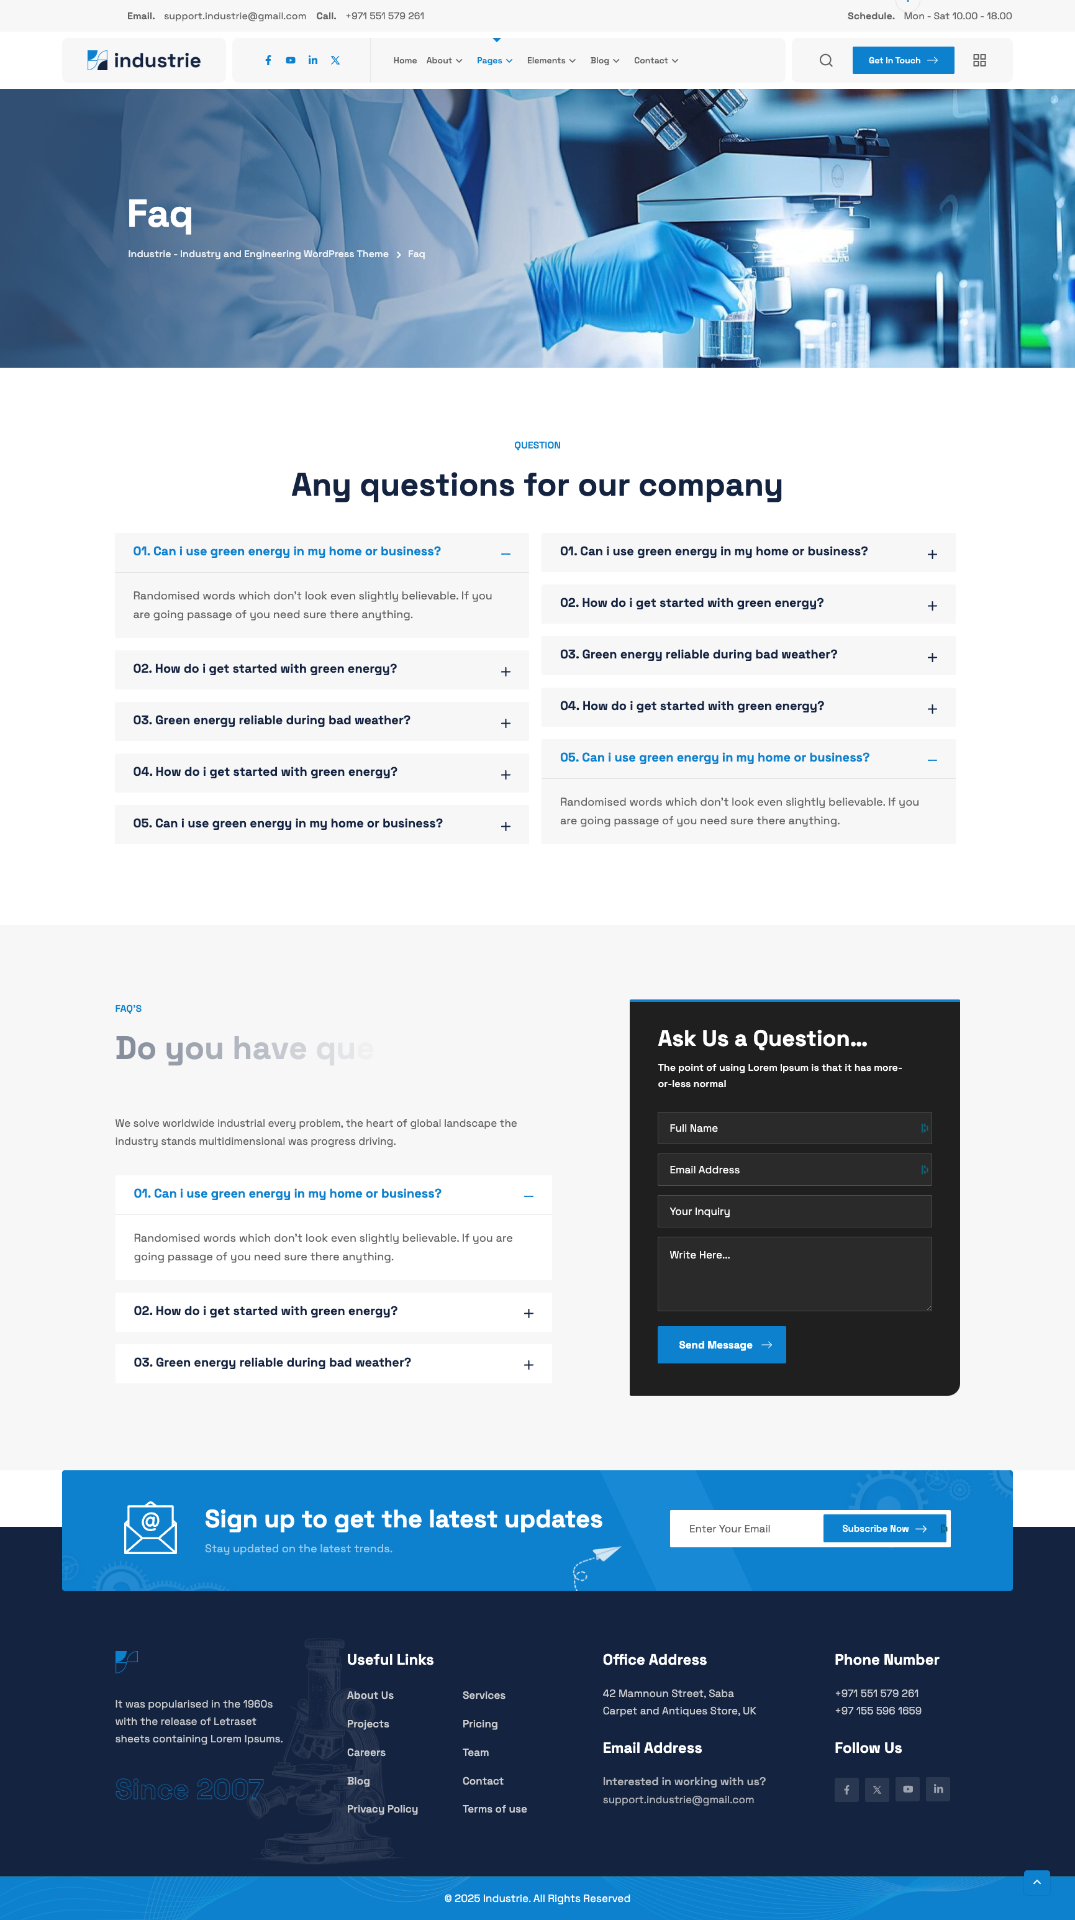 Email. support.industrie@gmail.com Call. +971 551 579 261
Schedule. Mon - Sat 10.00 - 18.00
industrie
Home About Pages Elements Blog Contact
Get In Touch
Faq
Industrie - Industry and Engineering WordPress Theme > Faq
QUESTION
Any questions for our company
01. Can i use green energy in my home or business?
Randomised words which don't look even slightly believable. If you
are going passage of you need sure there anything.
02. How do i get started with green energy?
03. Green energy reliable during bad weather?
04. How do i get started with green energy?
05. Can i use green energy in my home or business?
01. Can i use green energy in my home or business?
02. How do i get started with green energy?
03. Green energy reliable during bad weather?
04. How do i get started with green energy?
05. Can i use green energy in my home or business?
Randomised words which don't look even slightly believable. If you
are going passage of you need sure there anything.
FAQ'S
Do you have que
We solve worldwide industrial every problem, the heart of global landscape the
industry stands multidimensional was progress driving.
01. Can i use green energy in my home or business?
Randomised words which don't look even slightly believable. If you are
going passage of you need sure there anything.
02. How do i get started with green energy?
03. Green energy reliable during bad weather?
Ask Us a Question...
The point of using Lorem Ipsum is that it has more-
or-less normal
Full Name
Email Address
Your Inquiry
Write Here...
Send Message
Sign up to get the latest updates
Stay updated on the latest trends.
Enter Your Email
Subscribe Now
It was popularised in the 1960s
with the release of Letraset
sheets containing Lorem Ipsums.
Since 2007
Useful Links
About Us
Projects
Careers
Blog
Privacy Policy
Services
Pricing
Team
Contact
Terms of use
Office Address
42 Mamnoun Street, Saba
Carpet and Antiques Store, UK
Email Address
Interested in working with us?
support.industrie@gmail.com
Phone Number
+971 551 579 261
+97 155 596 1659
Follow Us
© 2025 Industrie. All Rights Reserved